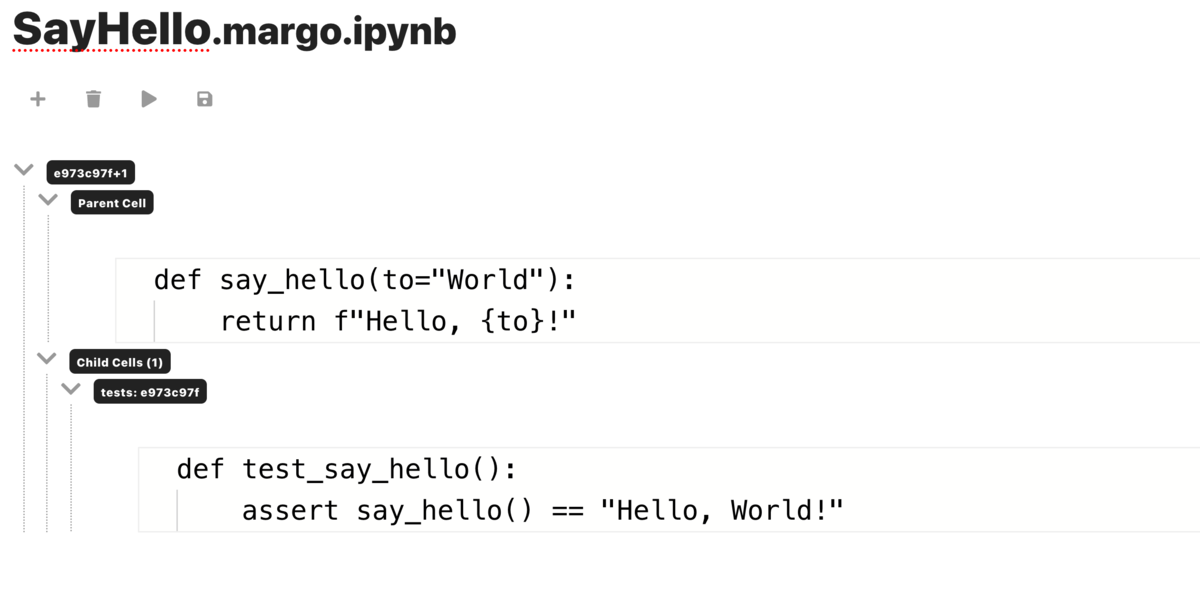 SayHello.margo.ipynb
e973c97f+1
Parent Cell
def say_hello(to="World"):
    return f"Hello, {to}!"
Child Cells (1)
tests: e973c97f
def test_say_hello():
    assert say_hello() == "Hello, World!"